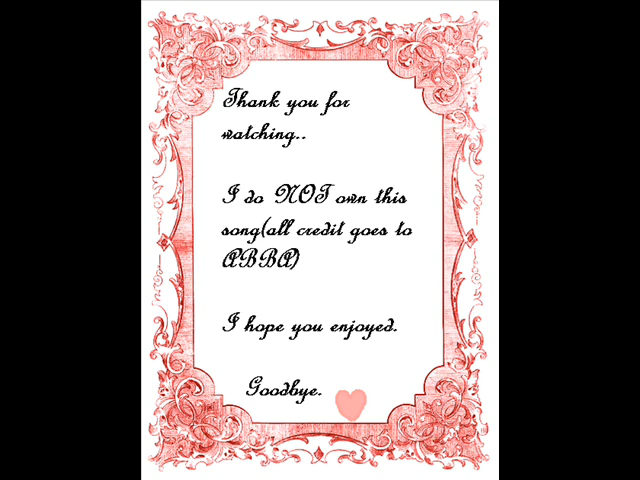 Thank you for
watching..
I do NOT own this
song(all credit goes to
ABBA)
I hope you enjoyed.
Goodbye.